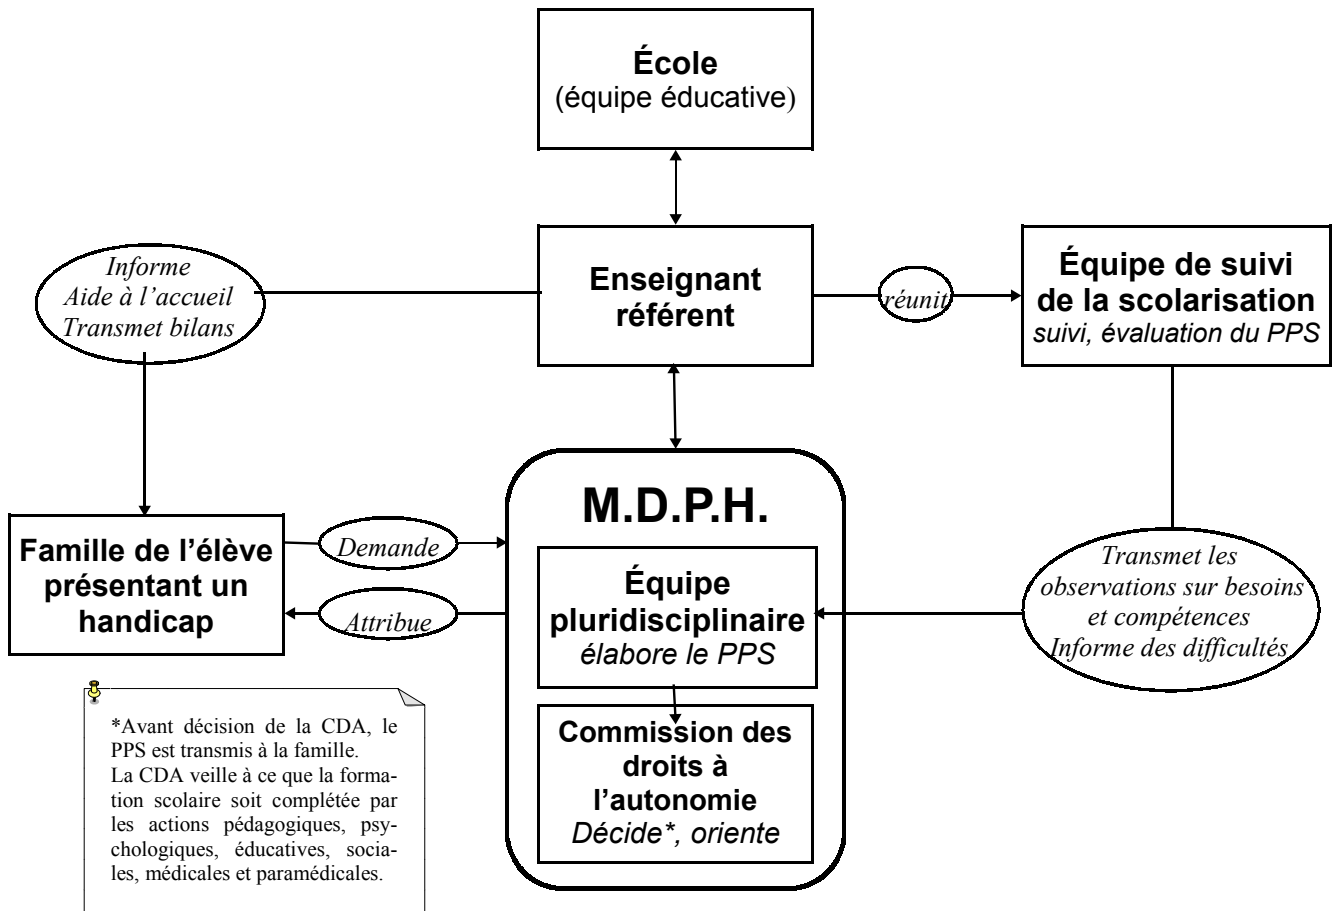 École
(équipe éducative)
Informe
Aide à l’accueil
Transmet bilans
Enseignant
référent
réunit
Équipe de suivi
de la scolarisation
suivi, évaluation du PPS
M.D.P.H.
Famille de l’élève
présentant un
handicap
Demande
Attribue
Équipe
pluridisciplinaire
élabore le PPS
Transmet les
observations sur besoins
et compétences
Informe des difficultés
Commission des
droits à
l’autonomie
Décide*, oriente
*Avant décision de la CDA, le
PPS est transmis à la famille.
La CDA veille à ce que la forma-
tion scolaire soit complétée par
les actions pédagogiques, psy-
chologiques, éducatives, socia-
les, médicales et paramédicales.